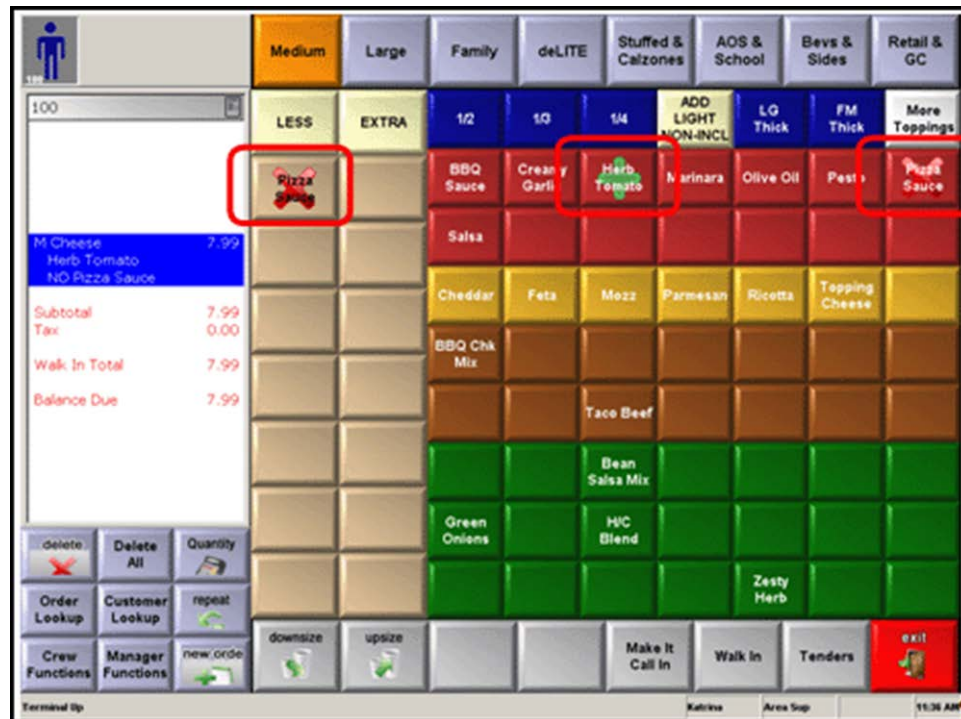 100
Medium
Large
Family
deLITE
Stuffed &
Calzones
AOS &
School
Bevs &
Sides
Retail &
GC
100
LESS
EXTRA
1/2
1/3
1/4
ADD
LIGHT
NON-INCL
LG
Thick
FM
Thick
More
Toppings
Pizza
Sauce
BBQ
Sauce
Creamy
Garlic
Herb
Tomato
Marinara
Olive Oil
Pesto
Pizza
Sauce
Salsa
M Cheese 7.99
Herb Tomato
NO Pizza Sauce
Cheddar
Feta
Mozz
Parmesan
Ricotta
Topping
Cheese
Subtotal 7.99
Tax 0.00
Walk In Total 7.99
Balance Due 7.99
BBQ Chk
Mix
Taco Beef
Bean
Salsa Mix
Green
Onions
H/C
Blend
Zesty
Herb
delete
Delete
All
Quantity
Order
Lookup
Customer
Lookup
repeat
Crew
Functions
Manager
Functions
new orde
downsize
upsize
Make It
Call In
Walk In
Tenders
exit
Terminal Up
Katrina
Area Sup
11:36 AM